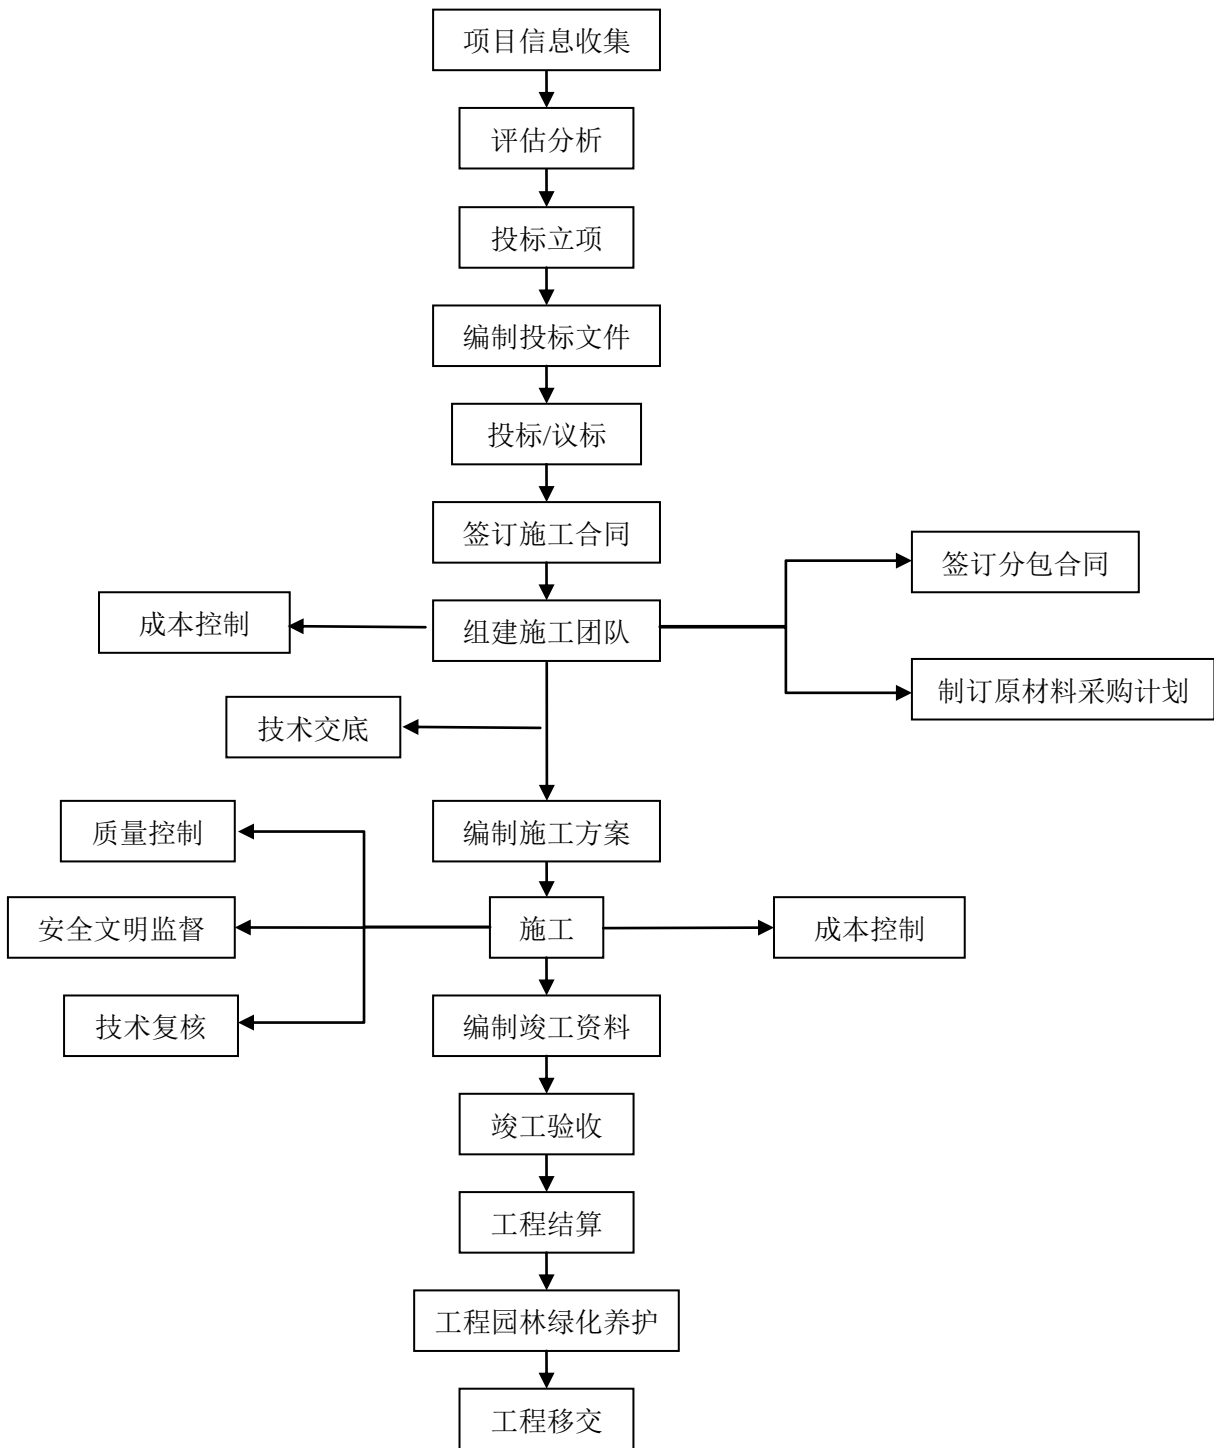 项目信息收集
评估分析
投标立项
编制投标文件
投标/议标
签订施工合同
签订分包合同
成本控制
组建施工团队
制订原材料采购计划
技术交底
质量控制
编制施工方案
安全文明监督
施工
成本控制
技术复核
编制竣工资料
竣工验收
工程结算
工程园林绿化养护
工程移交